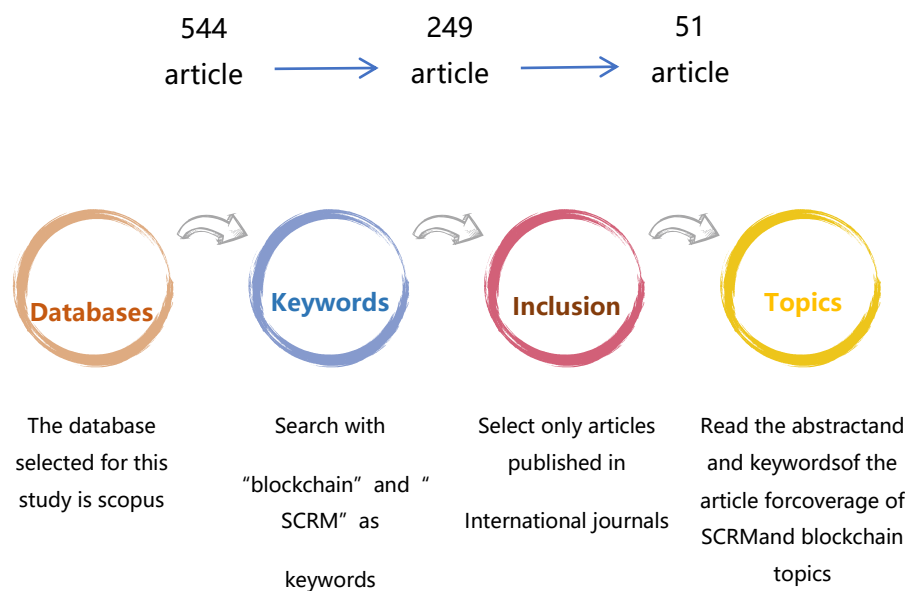 544
article
249
article
51
article
Databases
Keywords
Inclusion
Topics
The database
selected for this
study is scopus
Search with
“blockchain” and “
SCRM” as
keywords
Select only articles
published in
International journals
Read the abstractand
and keywordsof the
article forcoverage of
SCRMand blockchain
topics